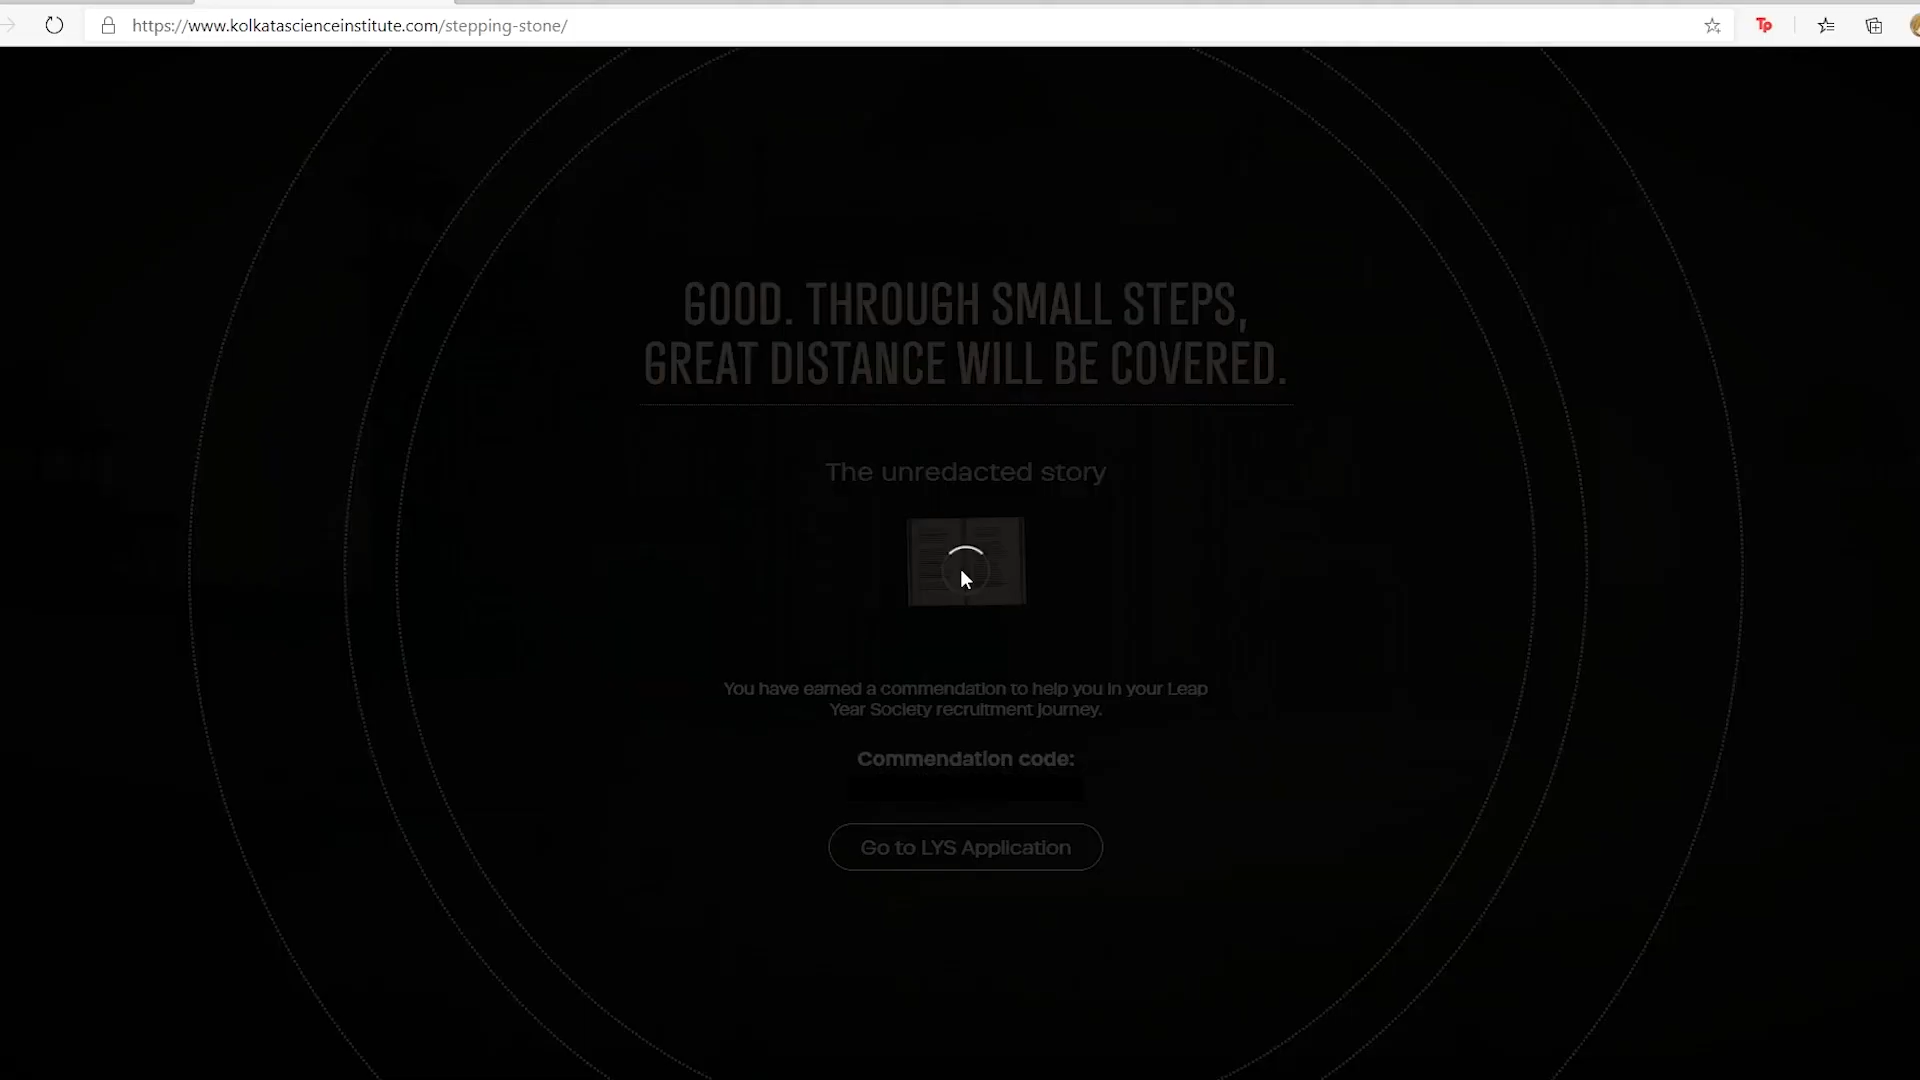 https://www.kolkatascienceinstitute.com/stepping-stone/
Tp
GOOD. THROUGH SMALL STEPS,
GREAT DISTANCE WILL BE COVERED.
The unredacted story
You have earned a commendation to help you in your Leap
Year Society recruitment journey.
Commendation code:
Go to LYS Application